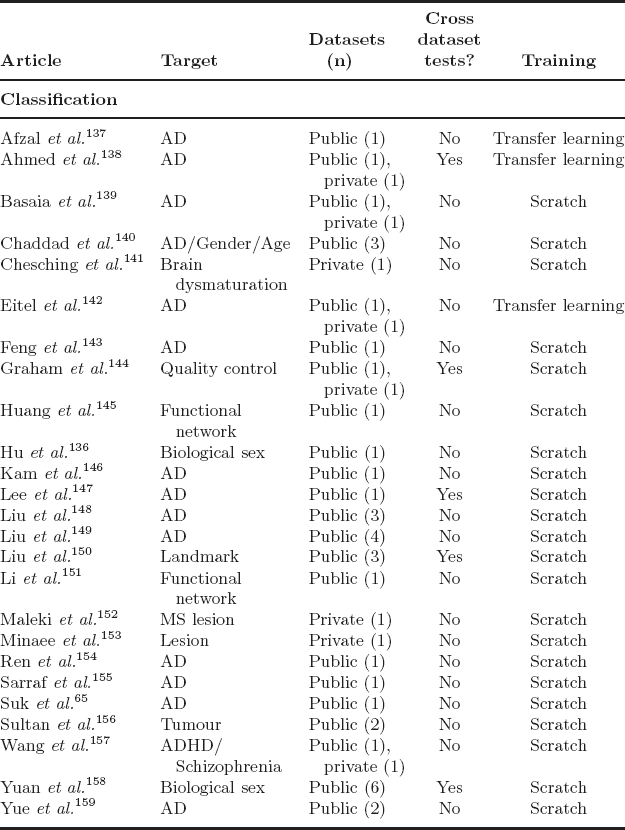 Cross
Datasets dataset
Article Target (n) tests? Training
Classification
Afzal et al.137 AD Public (1) No Transfer learning
Ahmed et al.138 AD Public (1), Yes Transfer learning
private (1)
Basaia et al.139 AD Public (1), No Scratch
private (1)
Chaddad et al.140 AD/Gender/Age Public (3) No Scratch
Chesching et al.141 Brain Private (1) No Scratch
dysmaturation
Eitel et al.142 AD Public (1), No Transfer learning
private (1)
Feng et al.143 AD Public (1) No Scratch
Graham et al.144 Quality control Public (1), Yes Scratch
private (1)
Huang et al.145 Functional Public (1) No Scratch
network
Hu et al.136 Biological sex Public (1) No Scratch
Kam et al.146 AD Public (1) No Scratch
Lee et al.147 AD Public (1) Yes Scratch
Liu et al.148 AD Public (3) No Scratch
Liu et al.149 AD Public (4) No Scratch
Liu et al.150 Landmark Public (3) Yes Scratch
Li et al.151 Functional Public (1) No Scratch
network
Maleki et al.152 MS lesion Private (1) No Scratch
Minaee et al.153 Lesion Private (1) No Scratch
Ren et al.154 AD Public (1) No Scratch
Sarraf et al.155 AD Public (1) No Scratch
Suk et al.65 AD Public (1) No Scratch
Sultan et al.156 Tumour Public (2) No Scratch
Wang et al.157 ADHD/ Public (1), No Scratch
Schizophrenia private (1)
Yuan et al.158 Biological sex Public (6) Yes Scratch
Yue et al.159 AD Public (2) No Scratch